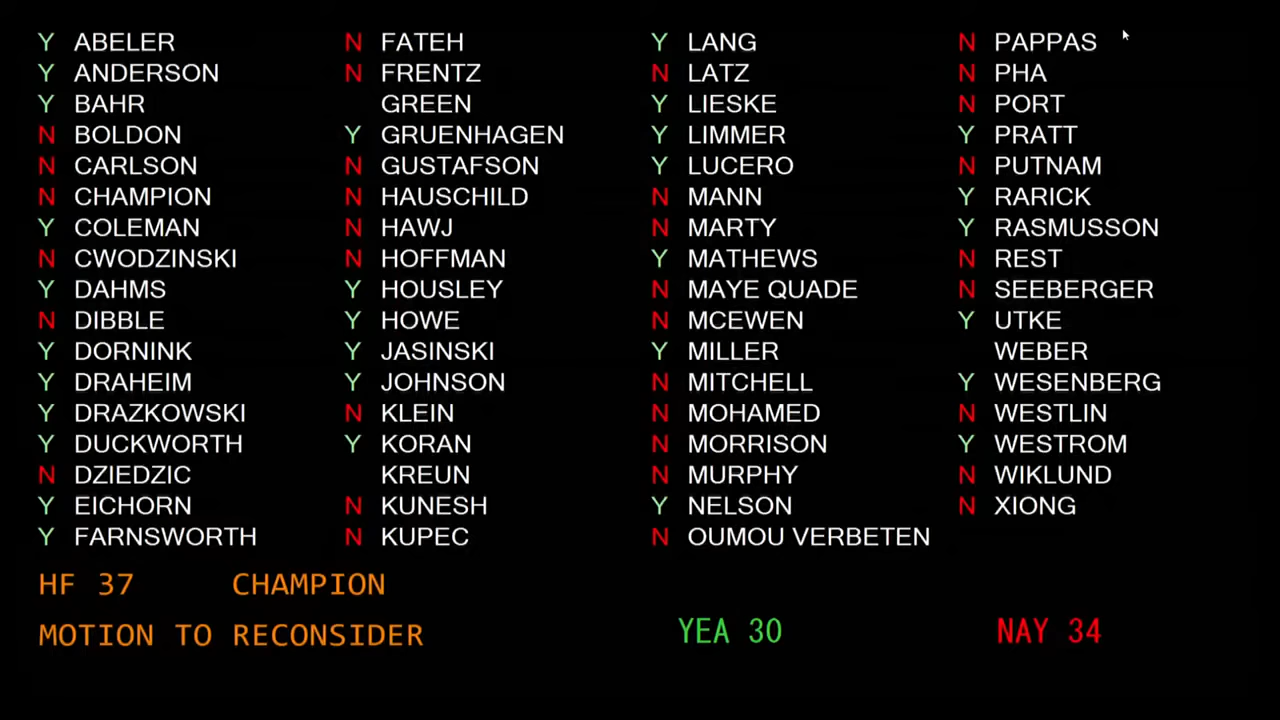 Y ABELER N FATEH Y LANG N PAPPAS
Y ANDERSON N FRENTZ N LATZ N PHA
Y BAHR GREEN Y LIESKE N PORT
N BOLDON Y GRUENHAGEN Y LIMMER Y PRATT
N CARLSON N GUSTAFSON Y LUCERO N PUTNAM
N CHAMPION N HAUSCHILD N MANN Y RARICK
Y COLEMAN N HAWJ N MARTY Y RASMUSSON
N CWODZINSKI N HOFFMAN Y MATHEWS N REST
Y DAHMS Y HOUSLEY N MAYE QUADE N SEEBERGER
N DIBBLE Y HOWE N MCEWEN Y UTKE
Y DORNINK Y JASINSKI Y MILLER WEBER
Y DRAHEIM Y JOHNSON N MITCHELL Y WESENBERG
Y DRAZKOWSKI N KLEIN N MOHAMED N WESTLIN
Y DUCKWORTH Y KORAN N MORRISON Y WESTROM
N DZIEDZIC KREUN N MURPHY N WIKLUND
Y EICHORN N KUNESH Y NELSON N XIONG
Y FARNSWORTH N KUPEC N OUMOU VERBETEN
HF 37 CHAMPION
MOTION TO RECONSIDER YEA 30 NAY 34